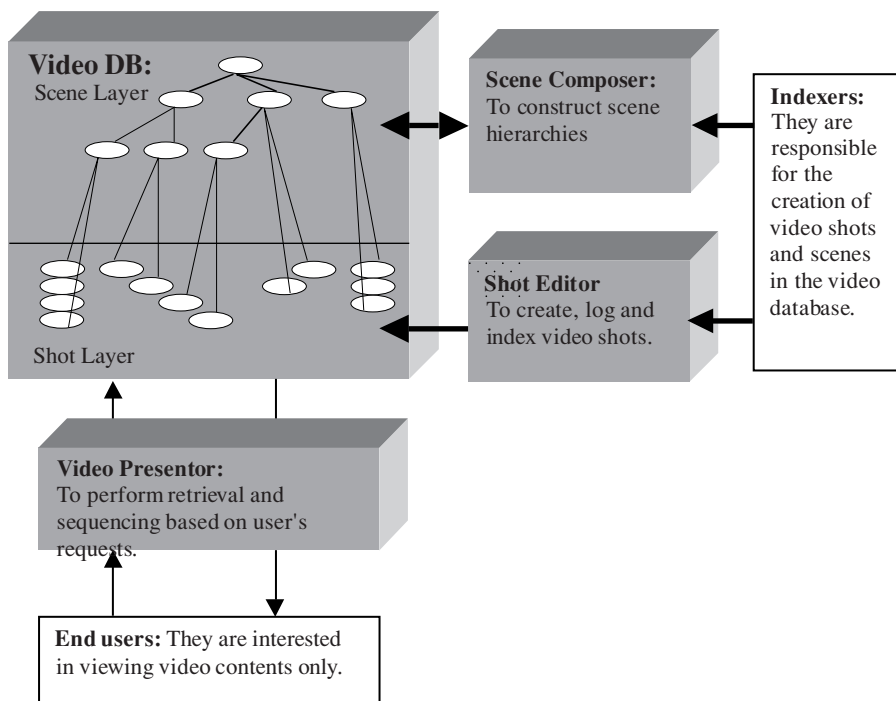 Video DB:
Scene Layer
Shot Layer
Scene Composer:
To construct scene
hierarchies
Shot Editor
To create, log and
index video shots.
Indexers:
They are
responsible
for the
creation of
video shots
and scenes
in the video
database.
Video Presentor:
To perform retrieval and
sequencing based on user's
requests.
End users: They are interested
in viewing video contents only.